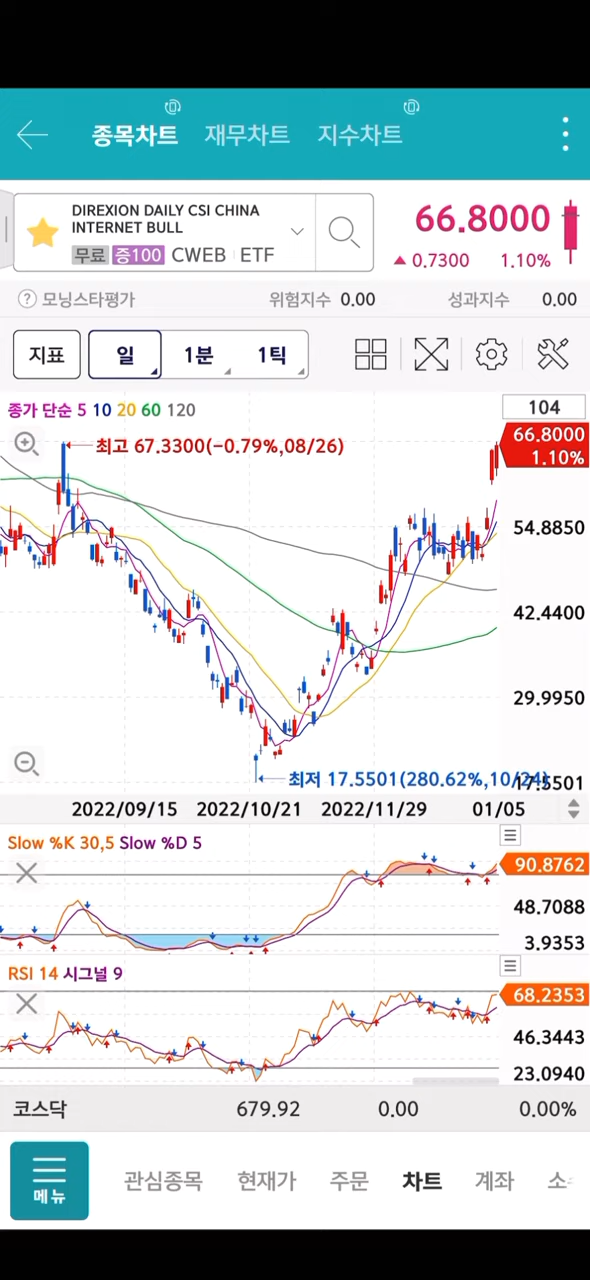 종목차트 재무차트 지수차트
DIREXION DAILY CSI CHINA
INTERNET BULL
무료 증100 CWEB ETF
66.8000
▲ 0.7300 1.10%
? 모닝스타평가 위험지수 0.00 성과지수 0.00
지표 일 1분 1틱
종가 단순 5 10 20 60 120
104
66.8000
1.10%
최고 67.3300(-0.79%,08/26)
54.8850
42.4400
29.9950
최저 17.5501(280.62%,10/24)
17.5501
2022/09/15 2022/10/21 2022/11/29 01/05
Slow %K 30,5 Slow %D 5
90.8762
48.7088
3.9353
RSI 14 시그널 9
68.2353
46.3443
23.0940
코스닥 679.92 0.00 0.00%
메뉴 관심종목 현재가 주문 차트 계좌